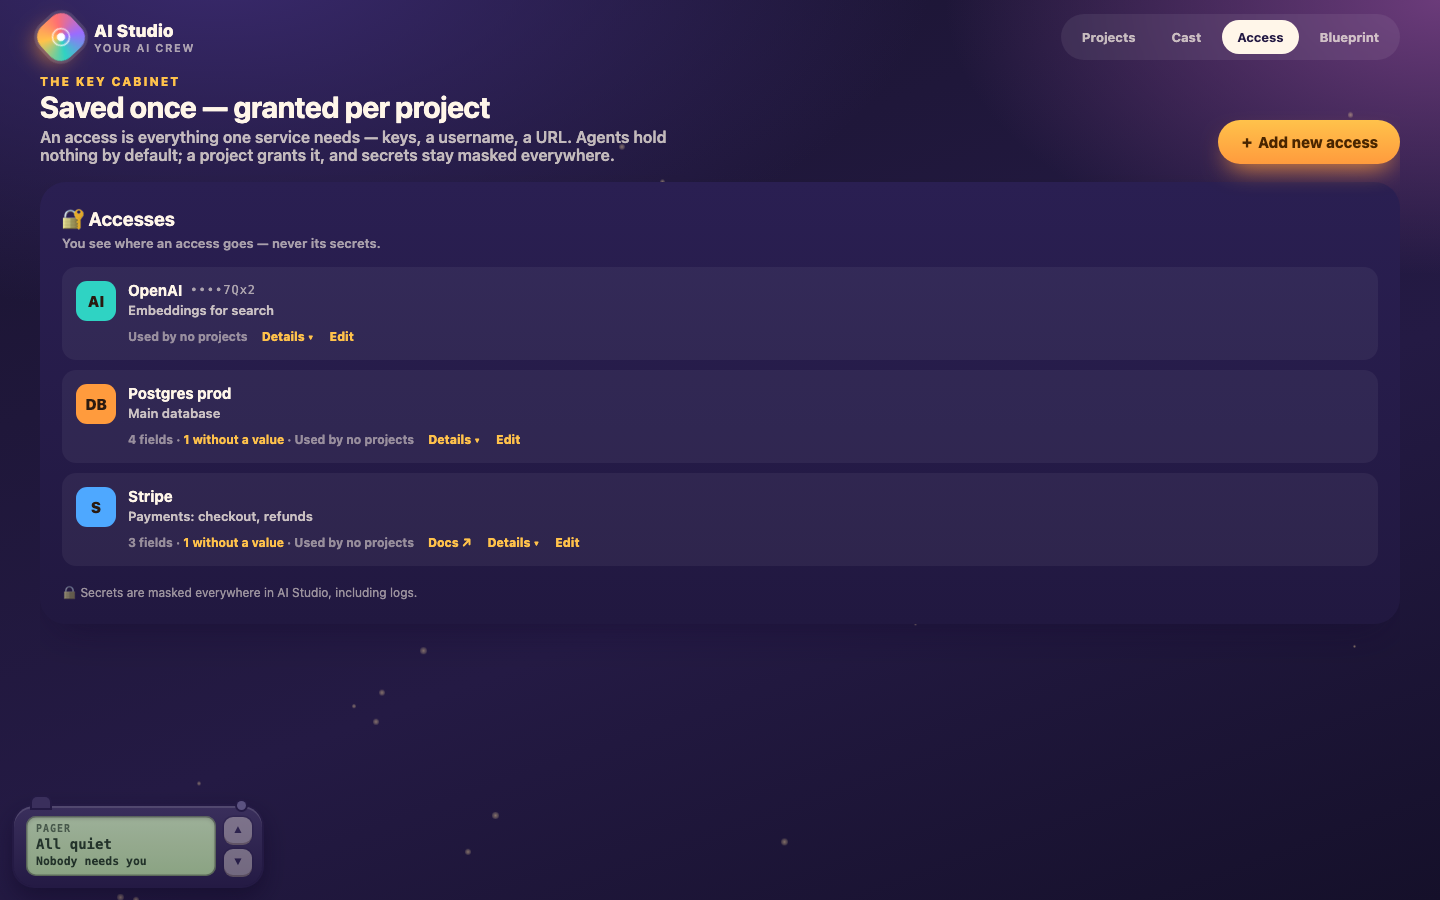 AI Studio
YOUR AI CREW
Projects
Cast
Access
Blueprint
THE KEY CABINET
Saved once — granted per project
An access is everything one service needs — keys, a username, a URL. Agents hold
nothing by default; a project grants it, and secrets stay masked everywhere.
+ Add new access
🔐 Accesses
You see where an access goes — never its secrets.
AI
OpenAI ••••7Qx2
Embeddings for search
Used by no projects Details ▾ Edit
DB
Postgres prod
Main database
4 fields · 1 without a value · Used by no projects Details ▾ Edit
S
Stripe
Payments: checkout, refunds
3 fields · 1 without a value · Used by no projects Docs ↗ Details ▾ Edit
🔒 Secrets are masked everywhere in AI Studio, including logs.
PAGER
All quiet
Nobody needs you
▲
▼